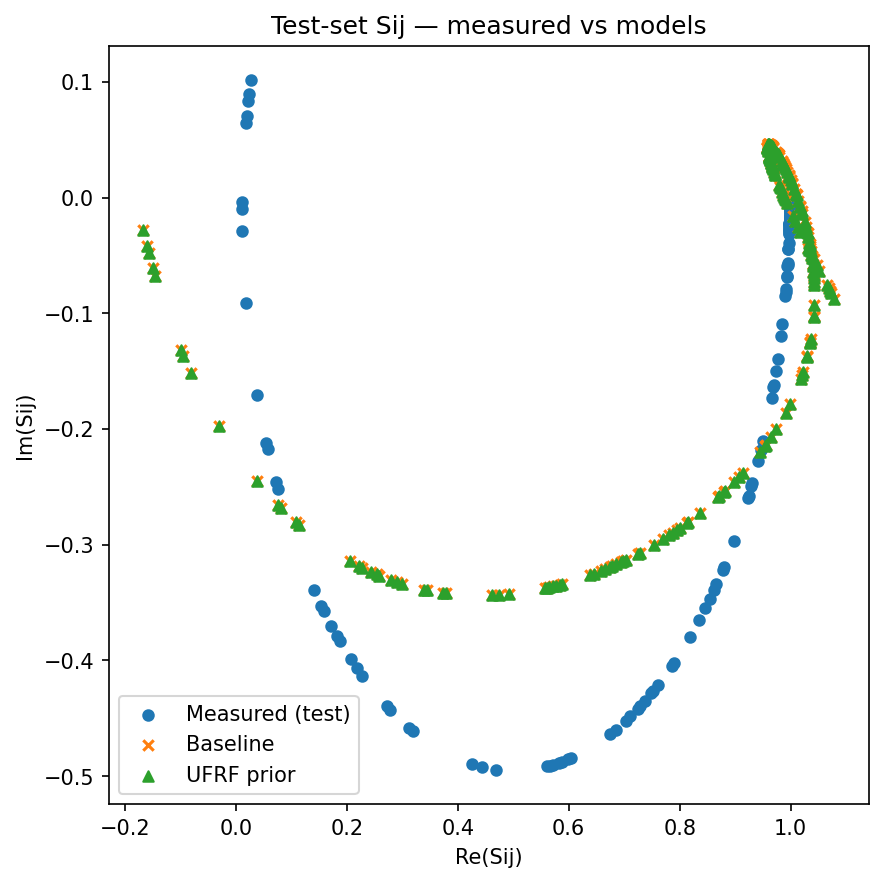 Test-set Sij — measured vs models
0.1
0.0
−0.1
−0.2
−0.3
−0.4
−0.5
Im(Sij)
Measured (test)
Baseline
UFRF prior
−0.2 0.0 0.2 0.4 0.6 0.8 1.0
Re(Sij)